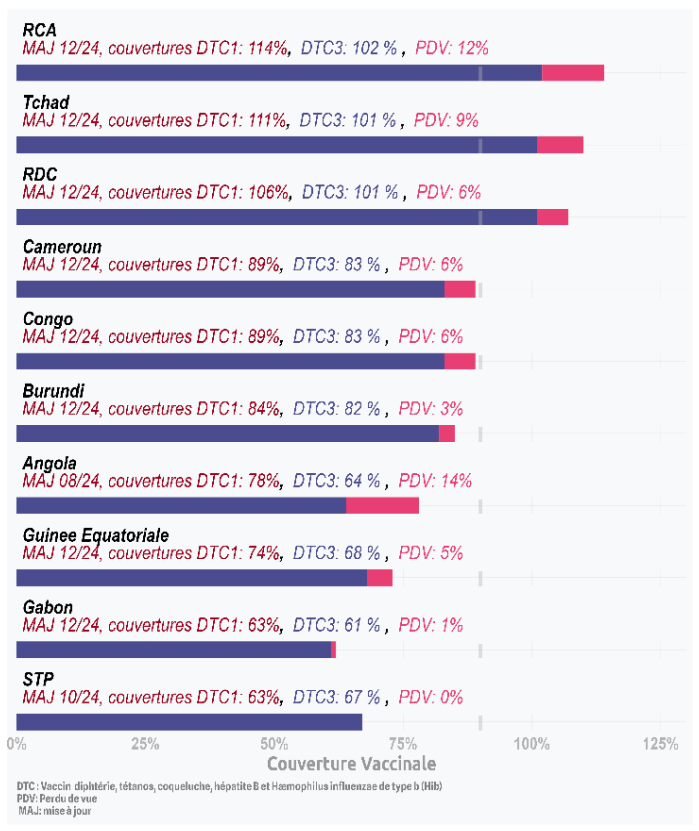 RCA
MAJ 12/24, couvertures DTC1: 114%, DTC3: 102 % , PDV: 12%
Tchad
MAJ 12/24, couvertures DTC1: 111%, DTC3: 101 % , PDV: 9%
RDC
MAJ 12/24, couvertures DTC1: 106%, DTC3: 101 % , PDV: 6%
Cameroun
MAJ 12/24, couvertures DTC1: 89%, DTC3: 83 % , PDV: 6%
Congo
MAJ 12/24, couvertures DTC1: 89%, DTC3: 83 % , PDV: 6%
Burundi
MAJ 12/24, couvertures DTC1: 84%, DTC3: 82 % , PDV: 3%
Angola
MAJ 08/24, couvertures DTC1: 78%, DTC3: 64 % , PDV: 14%
Guinee Equatoriale
MAJ 12/24, couvertures DTC1: 74%, DTC3: 68 % , PDV: 5%
Gabon
MAJ 12/24, couvertures DTC1: 63%, DTC3: 61 % , PDV: 1%
STP
MAJ 10/24, couvertures DTC1: 63%, DTC3: 67 % , PDV: 0%
0% 25% 50% 75% 100% 125%
Couverture Vaccinale
DTC : Vaccin diphtérie, tétanos, coqueluche, hépatite B et Hæmophilus influenzae de type b (Hib)
PDV: Perdu de vue
MAJ: mise à jour